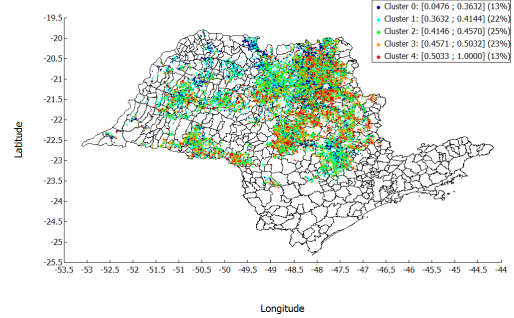 Cluster 0: [0.0476 ; 0.3632] (13%)
Cluster 1: [0.3632 ; 0.4144] (22%)
Cluster 2: [0.4146 ; 0.4570] (25%)
Cluster 3: [0.4571 ; 0.5032] (23%)
Cluster 4: [0.5033 ; 1.0000] (13%)
-19.5
-20
-20.5
-21
-21.5
-22
-22.5
-23
-23.5
-24
-24.5
-25
-25.5
Latitude
-53.5 -53 -52.5 -52 -51.5 -51 -50.5 -50 -49.5 -49 -48.5 -48 -47.5 -47 -46.5 -46 -45.5 -45 -44.5 -44
Longitude